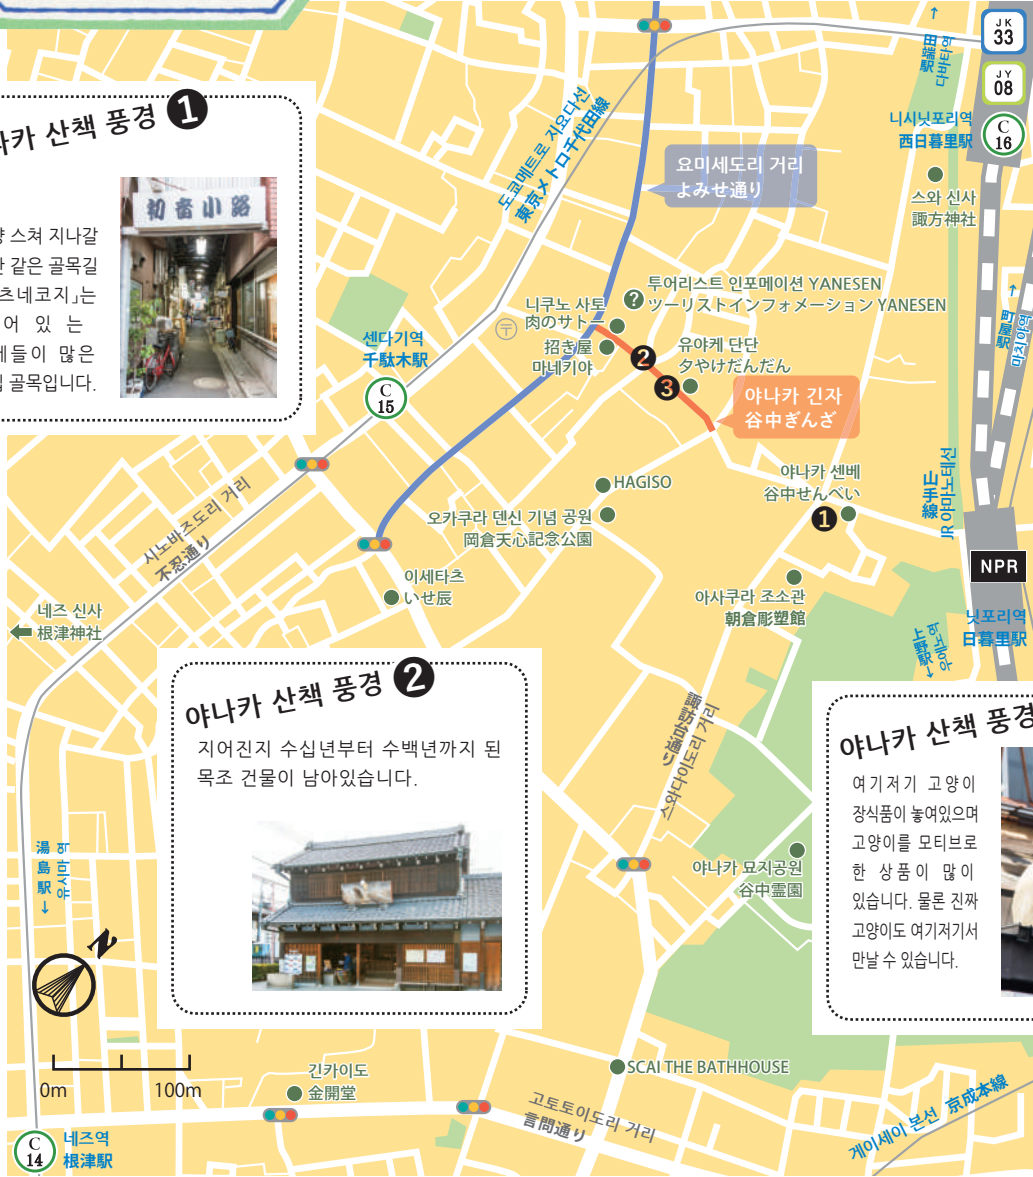 산책 풍경 1
初音小路
스쳐 지나갈
같은 골목길
츠네코지」는
어 있 는
들이 많은
골목입니다.
田端駅
다바타역
JK
33
JY
08
니시닛포리역
西日暮里駅
C
16
도쿄메트로 지요다선
東京メトロ千代田線
요미세도리 거리
よみせ通り
스와 신사
諏方神社
투어리스트 인포메이션 YANESEN
ツーリストインフォメーション YANESEN
?
니쿠노 사토
肉のサトー
招き屋
마네키야
〒
2
3
유야케 단단
夕やけだんだん
町屋駅
마치야역
센다기역
千駄木駅
C
15
야나카 긴자
谷中ぎんざ
야나카 센베
谷中せんべい
1
山手線
JR 야마노테선
HAGISO
오카쿠라 덴신 기념 공원
岡倉天心記念公園
시노바즈도리 거리
不忍通り
이세타츠
いせ辰
아사쿠라 조소관
朝倉彫塑館
NPR
닛포리역
日暮里駅
上野駅
우에노역
네즈 신사
根津神社
야나카 산책 풍경 2
지어진지 수십년부터 수백년까지 된
목조 건물이 남아있습니다.
諏訪台通り
스와다이도리 거리
야나카 산책 풍경
여기저기 고양이
장식품이 놓여있으며
고양이를 모티브로
한 상품이 많이
있습니다. 물론 진짜
고양이도 여기저기서
만날 수 있습니다.
야나카 묘지공원
谷中霊園
湯島駅
유시마역
N
0m 100m
긴카이도
金開堂
SCAI THE BATHHOUSE
고토토이도리 거리
言問通り
게이세이 본선 京成本線
C
14
네즈역
根津駅